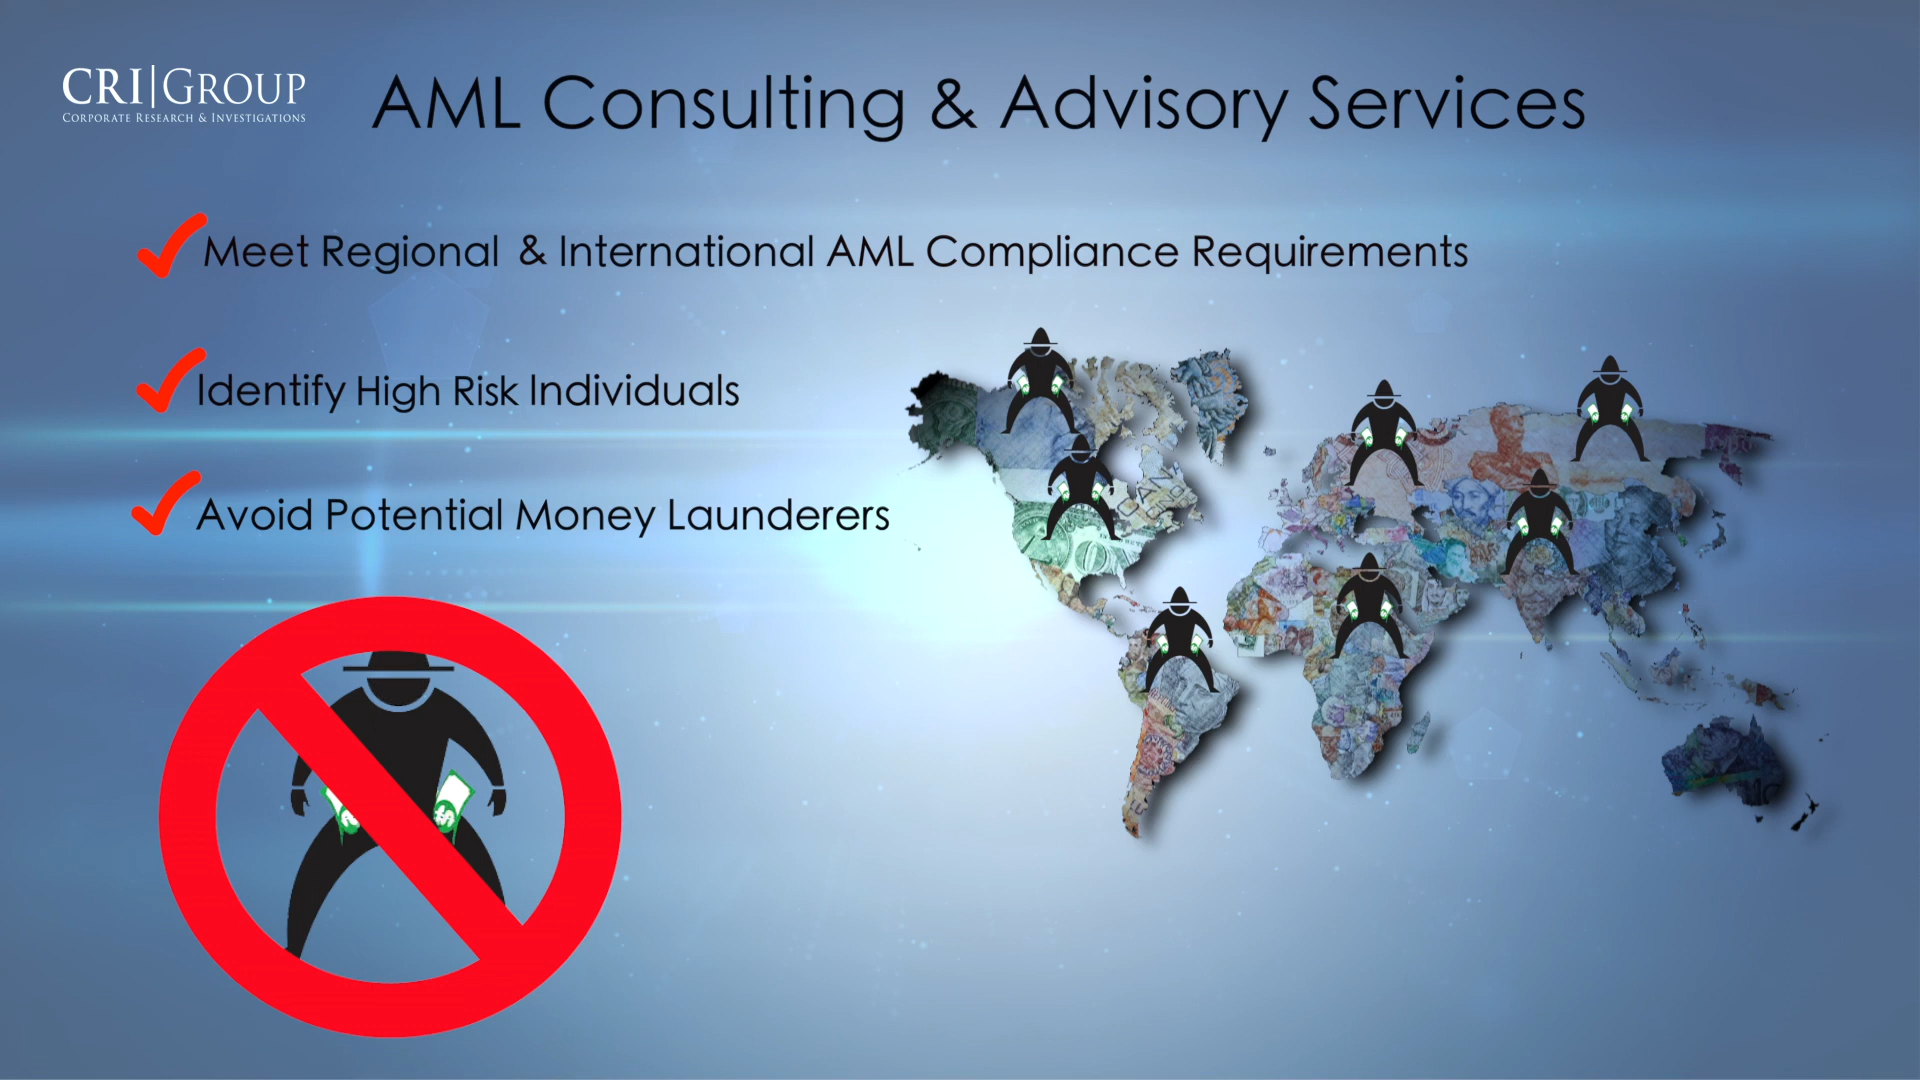 CRI|GROUP
CORPORATE RESEARCH & INVESTIGATIONS
AML Consulting & Advisory Services
Meet Regional & International AML Compliance Requirements
Identify High Risk Individuals
Avoid Potential Money Launderers